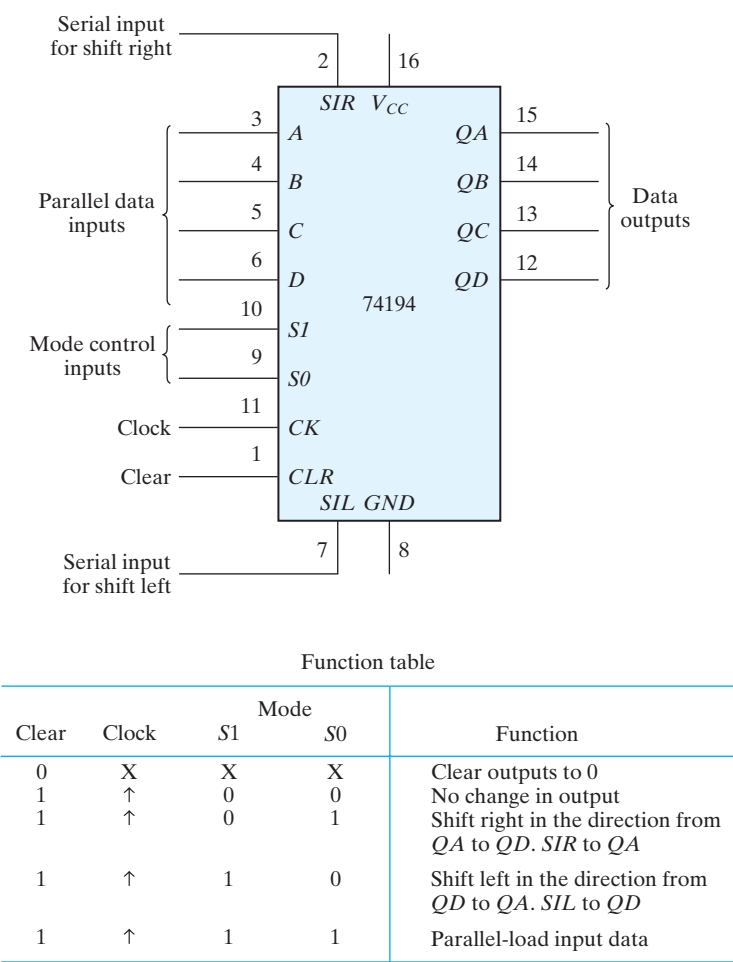 Serial input
for shift right
2
16
SIR VCC
3
A
QA
15
4
B
QB
14
Parallel data
inputs
5
C
QC
13
Data
outputs
6
D
QD
12
74194
10
S1
Mode control
inputs
9
S0
11
Clock
CK
1
Clear
CLR
SIL GND
7
8
Serial input
for shift left
Function table
Mode
Clear Clock S1 S0 Function
0 X X X Clear outputs to 0
1 ↑ 0 0 No change in output
1 ↑ 0 1 Shift right in the direction from
QA to QD. SIR to QA
1 ↑ 1 0 Shift left in the direction from
QD to QA. SIL to QD
1 ↑ 1 1 Parallel-load input data